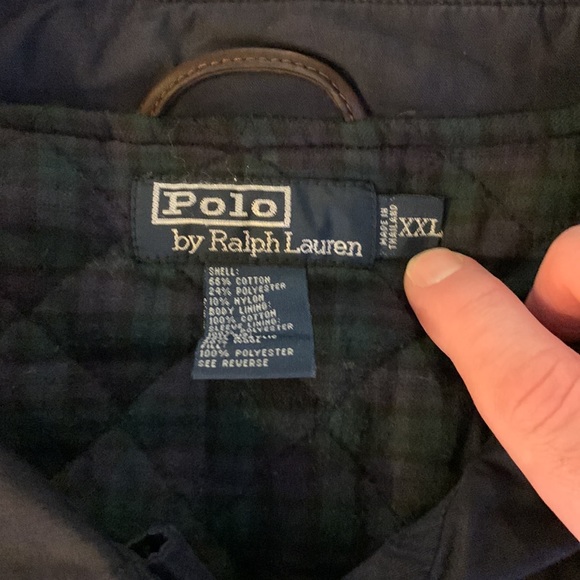 Polo
by Ralph Lauren
MADE IN
THAILAND
XXL
SHELL:
66% COTTON
24% POLYESTER
10% NYLON
BODY LINING:
100% COTTON
SLEEVE LINING:
POLYESTER
100% POLYESTER
SEE REVERSE